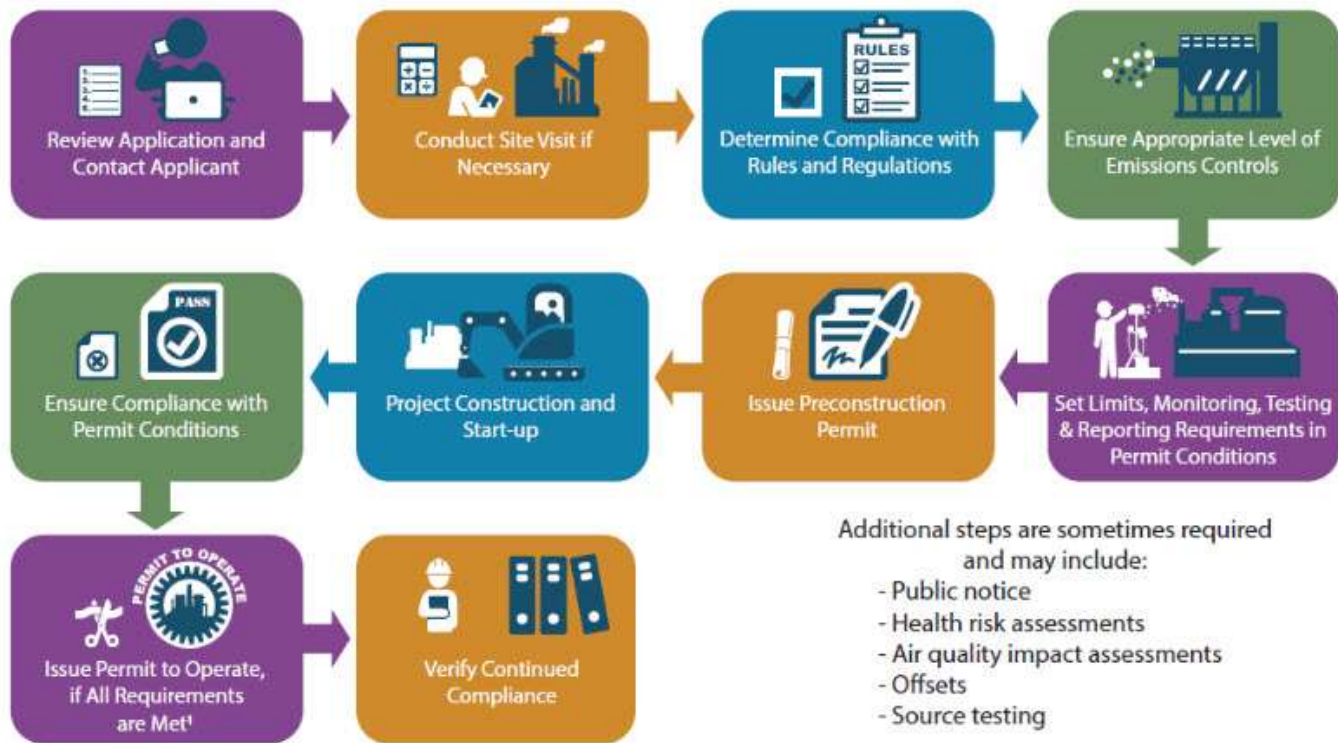 RULES
Review Application and
Contact Applicant
Conduct Site Visit if
Necessary
Determine Compliance with
Rules and Regulations
Ensure Appropriate Level of
Emissions Controls
PASS
Ensure Compliance with
Permit Conditions
Project Construction and
Start-up
Issue Preconstruction
Permit
Set Limits, Monitoring, Testing
& Reporting Requirements in
Permit Conditions
PERMIT TO OPERATE
Issue Permit to Operate,
if All Requirements
are Met¹
Verify Continued
Compliance
Additional steps are sometimes required
and may include:
- Public notice
- Health risk assessments
- Air quality impact assessments
- Offsets
- Source testing